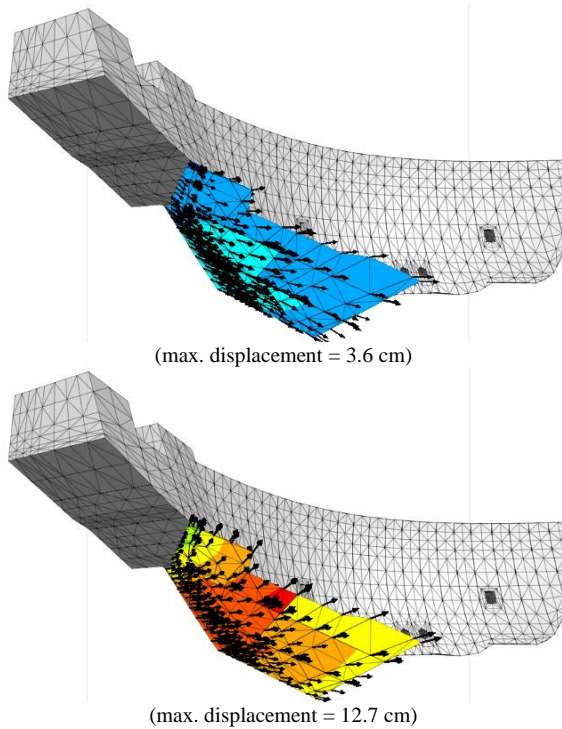 (max. displacement = 3.6 cm)
(max. displacement = 12.7 cm)